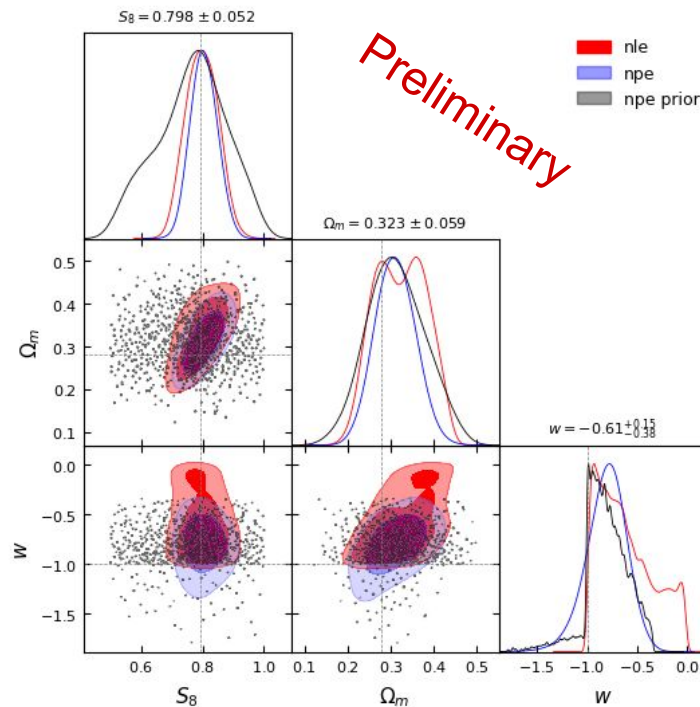 S₈ = 0.798 ± 0.052
Preliminary
nle
npe
npe prior
Ωₘ = 0.323 ± 0.059
0.5
0.4
0.3
0.2
0.1
Ωₘ
w = −0.61 +0.15 −0.38
0.0
−0.5
−1.0
−1.5
w
0.6 0.8 1.0
S₈
0.1 0.2 0.3 0.4 0.5
Ωₘ
−1.5 −1.0 −0.5 0.0
w